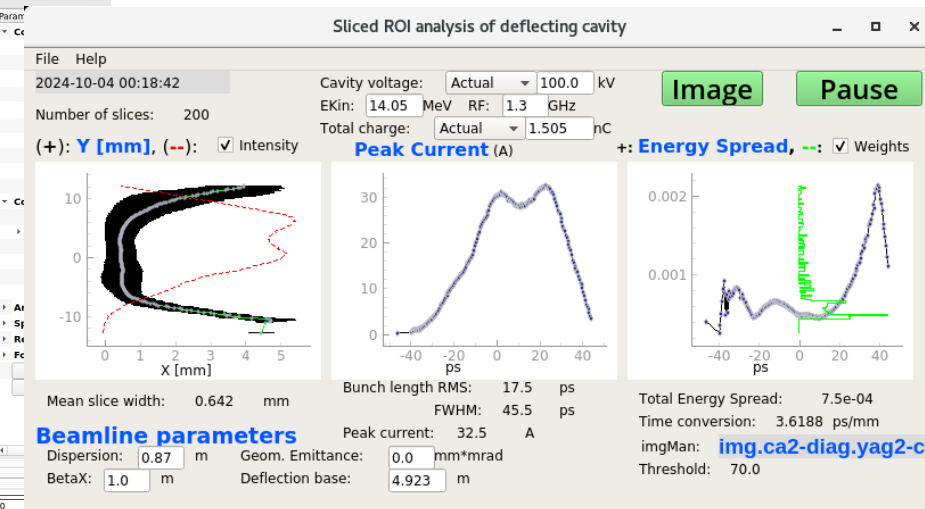 Param
Sliced ROI analysis of deflecting cavity
File Help
2024-10-04 00:18:42
Cavity voltage: Actual 100.0 kV
Image Pause
EKin: 14.05 MeV RF: 1.3 GHz
Number of slices: 200
Total charge: Actual 1.505 nC
(+): Y [mm], (--): Intensity
Peak Current (A)
+: Energy Spread, --: Weights
10
0
-10
0 1 2 3 4 5
X [mm]
30
20
10
0
-40 -20 0 20 40
ps
0.002
0.001
-40 -20 0 20 40
ps
Mean slice width: 0.642 mm
Bunch length RMS: 17.5 ps
FWHM: 45.5 ps
Peak current: 32.5 A
Total Energy Spread: 7.5e-04
Time conversion: 3.6188 ps/mm
imgMan: img.ca2-diag.yag2-c
Threshold: 70.0
Beamline parameters
Dispersion: 0.87 m Geom. Emittance: 0.0 mm*mrad
BetaX: 1.0 m Deflection base: 4.923 m